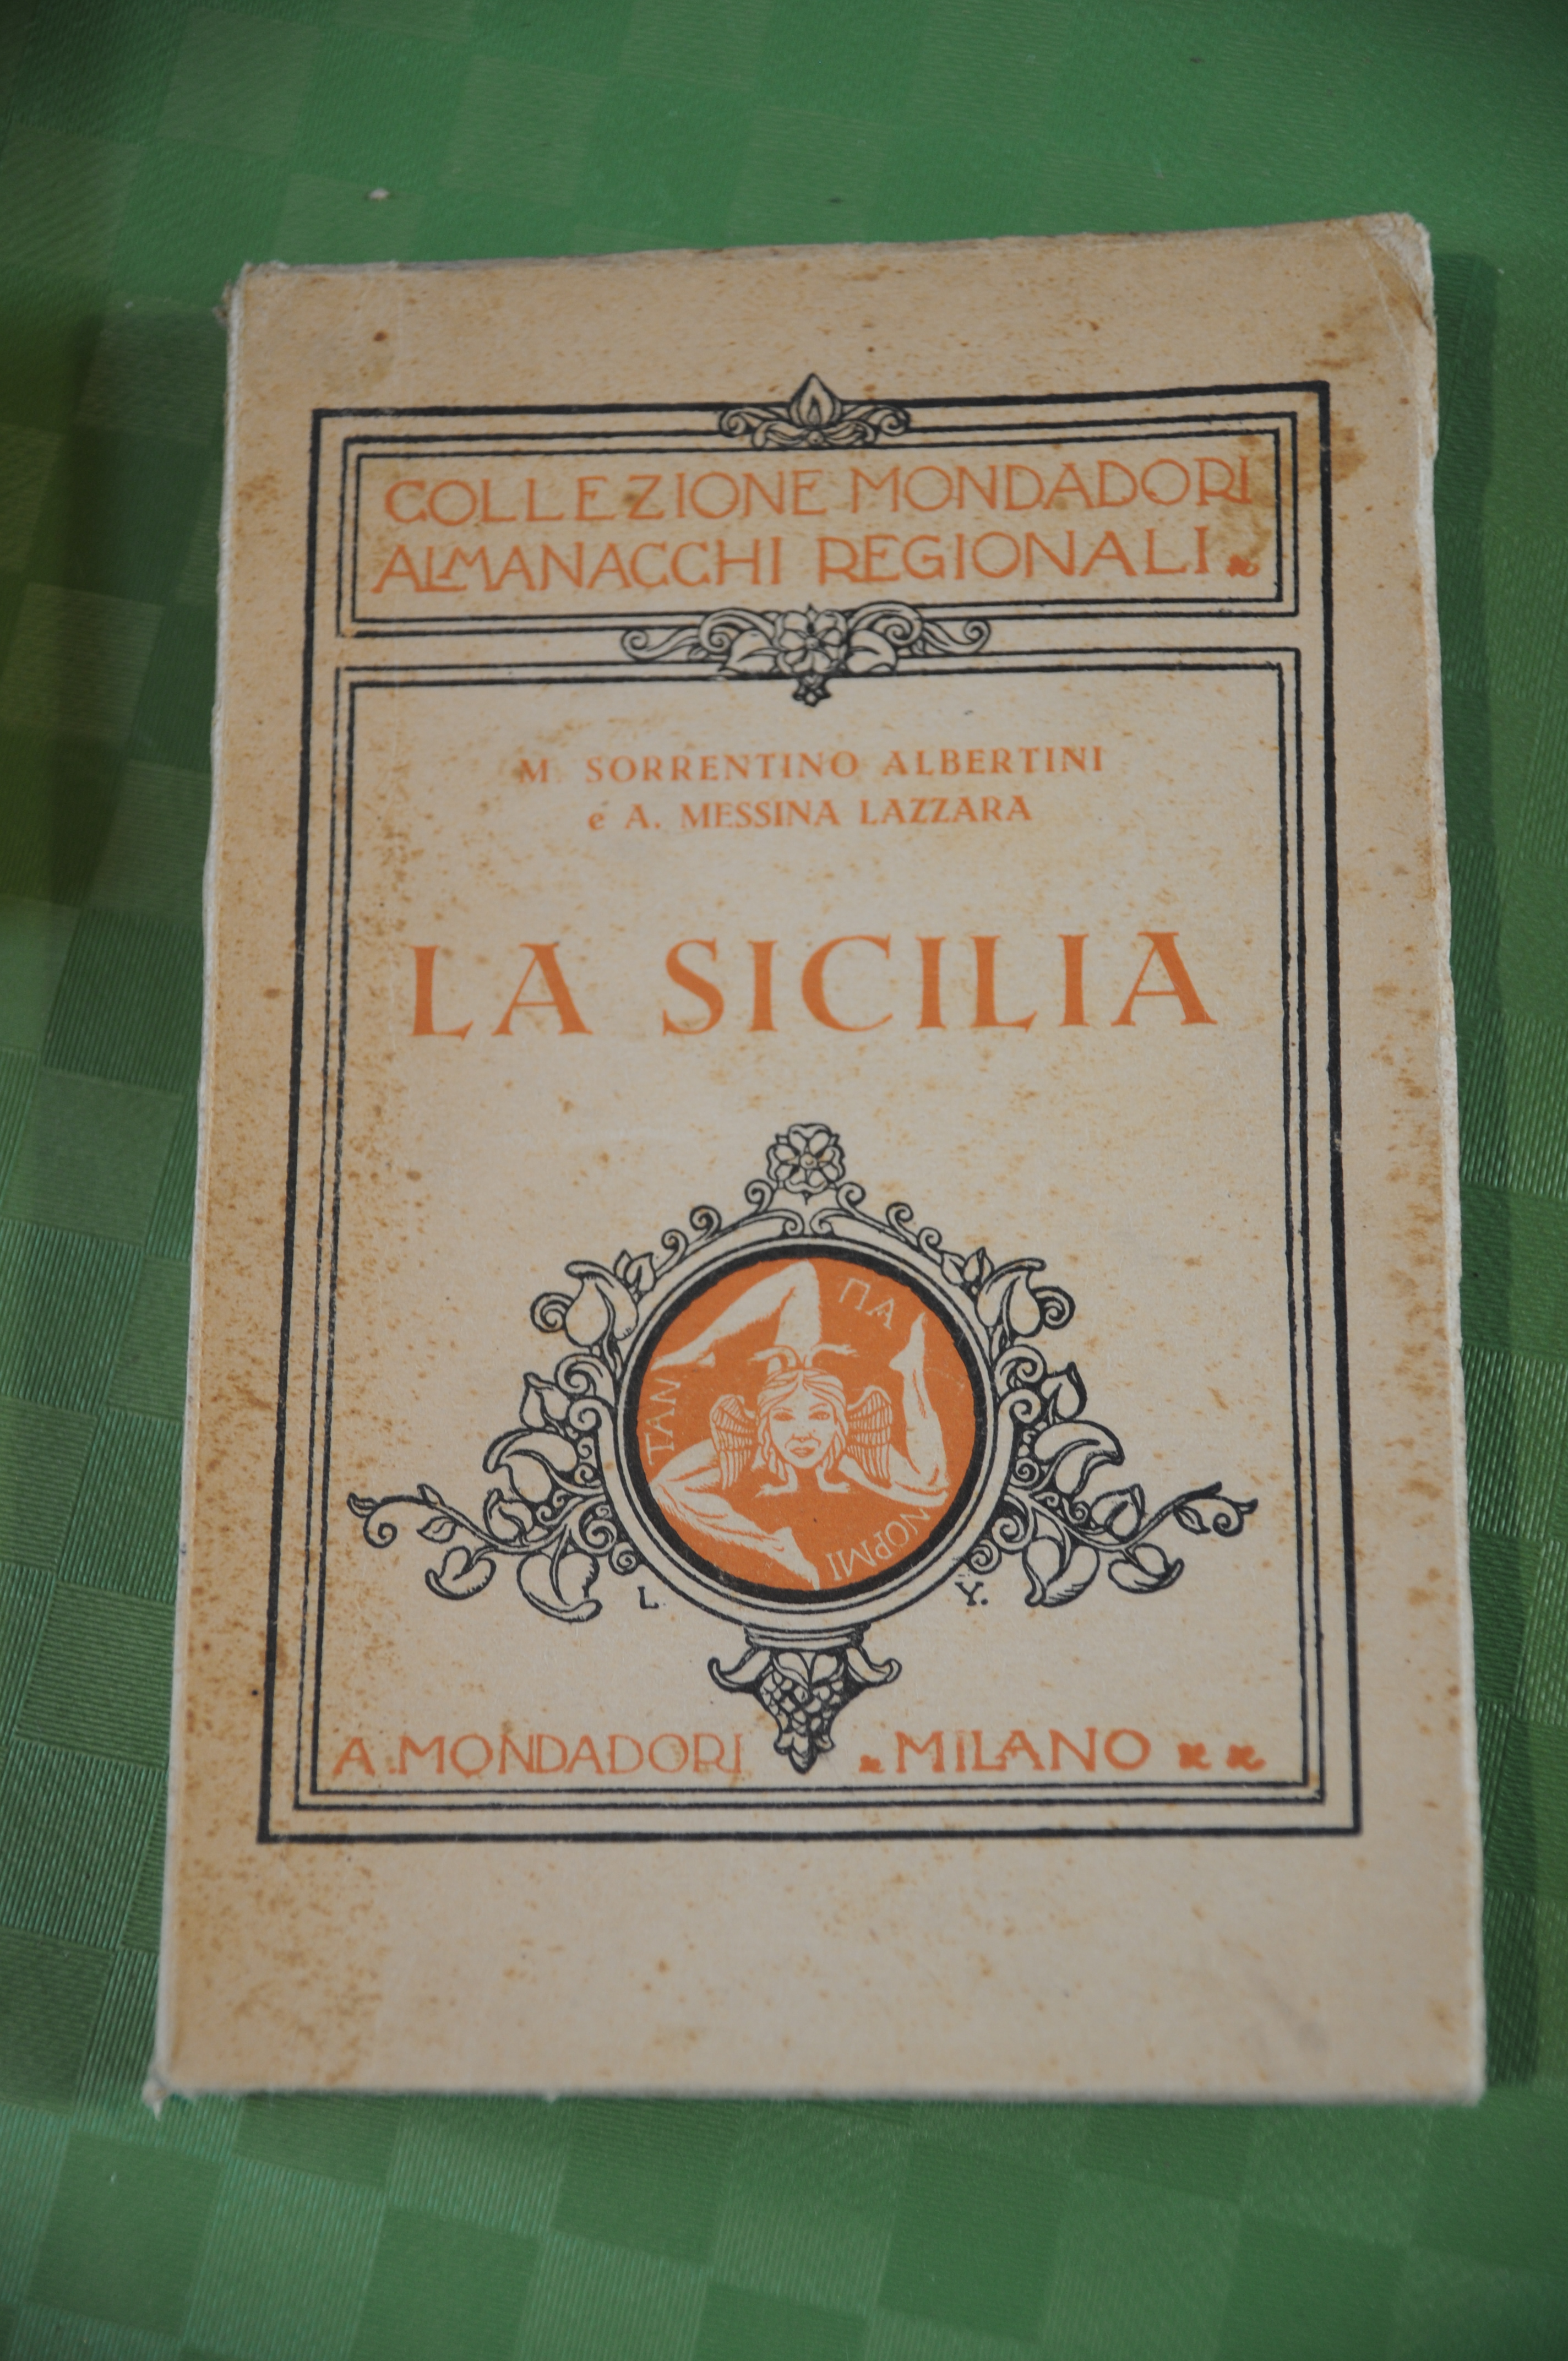 COLLEZIONE MONDADORI
ALMANACCHI REGIONALI
M. SORRENTINO ALBERTINI
e A. MESSINA LAZZARA
LA SICILIA
ΠΑ
ΝΟΡΜΙ
ΤΑΝ
L. Y.
A. MONDADORI MILANO